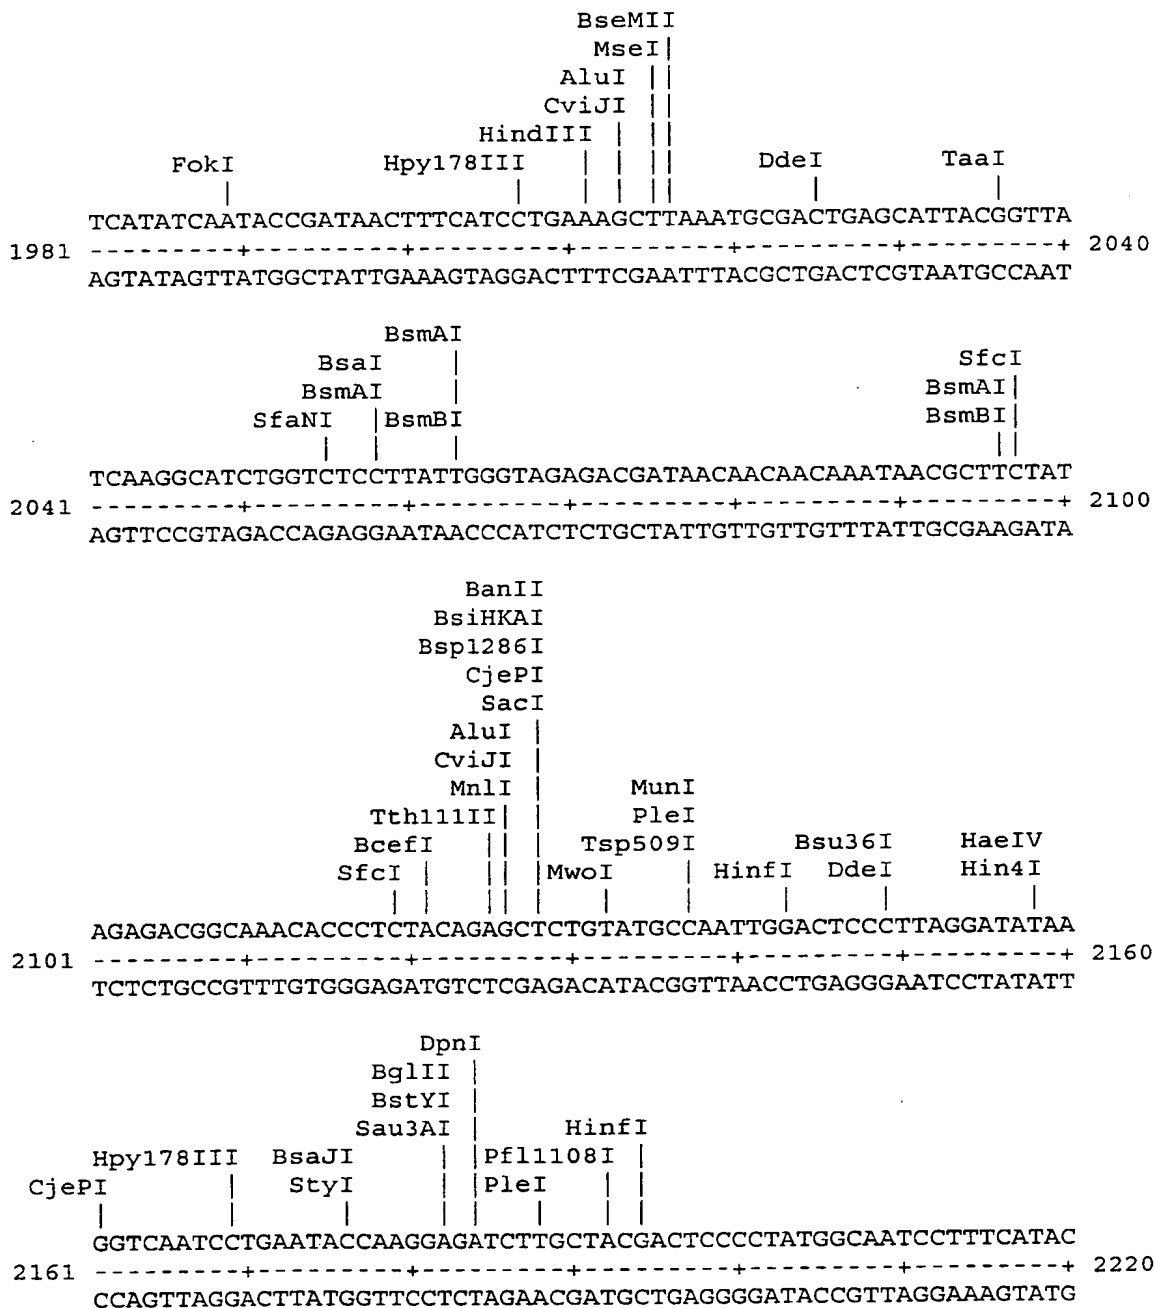 BseMII
MseI
AluI
CviJI
HindIII
FokI Hpy178III DdeI TaaI
TCATATCAATACCGATAACTTTCATCCTGAAAGCTTAAATGCGACTGAGCATTACGGTTA
1981 ---------+---------+---------+---------+---------+---------+ 2040
AGTATAGTTATGGCTATTGAAAGTAGGACTTTCGAATTTACGCTGACTCGTAATGCCAAT
BsmAI
BsaI SfcI
BsmAI BsmAI
SfaNI BsmBI BsmBI
TCAAGGCATCTGGTCTCCTTATTGGGTAGAGACGATAACAACAACAAATAACGCTTCTAT
2041 ---------+---------+---------+---------+---------+---------+ 2100
AGTTCCGTAGACCAGAGGAATAACCCATCTCTGCTATTGTTGTTGTTTATTGCGAAGATA
BanII
BsiHKAI
Bsp1286I
CjePI
SacI
AluI
CviJI
MnlI MunI
Tth111II PleI
BcefI Tsp509I Bsu36I HaeIV
SfcI MwoI HinfI DdeI Hin4I
AGAGACGGCAAACACCCTCTACAGAGCTCTGTATGCCAATTGGACTCCCTTAGGATATAA
2101 ---------+---------+---------+---------+---------+---------+ 2160
TCTCTGCCGTTTGTGGGAGATGTCTCGAGACATACGGTTAACCTGAGGGAATCCTATATT
DpnI
BglII
BstYI
Sau3AI HinfI
Hpy178III BsaJI Pfl1108I
CjePI StyI PleI
GGTCAATCCTGAATACCAAGGAGATCTTGCTACGACTCCCCTATGGCAATCCTTTCATAC
2161 ---------+---------+---------+---------+---------+---------+ 2220
CCAGTTAGGACTTATGGTTCCTCTAGAACGATGCTGAGGGGATACCGTTAGGAAAGTATG